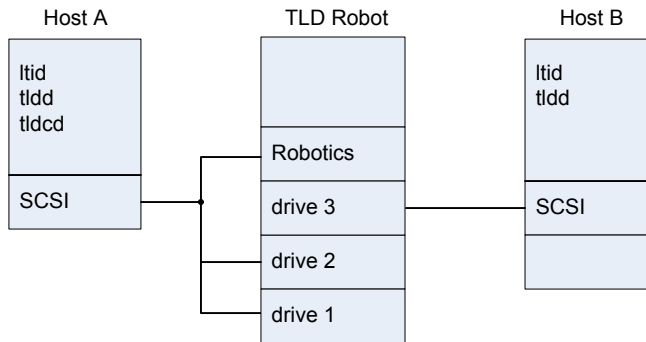 Host A
TLD Robot
Host B
ltid
tldd
tldcd
SCSI
Robotics
drive 3
drive 2
drive 1
ltid
tldd
SCSI